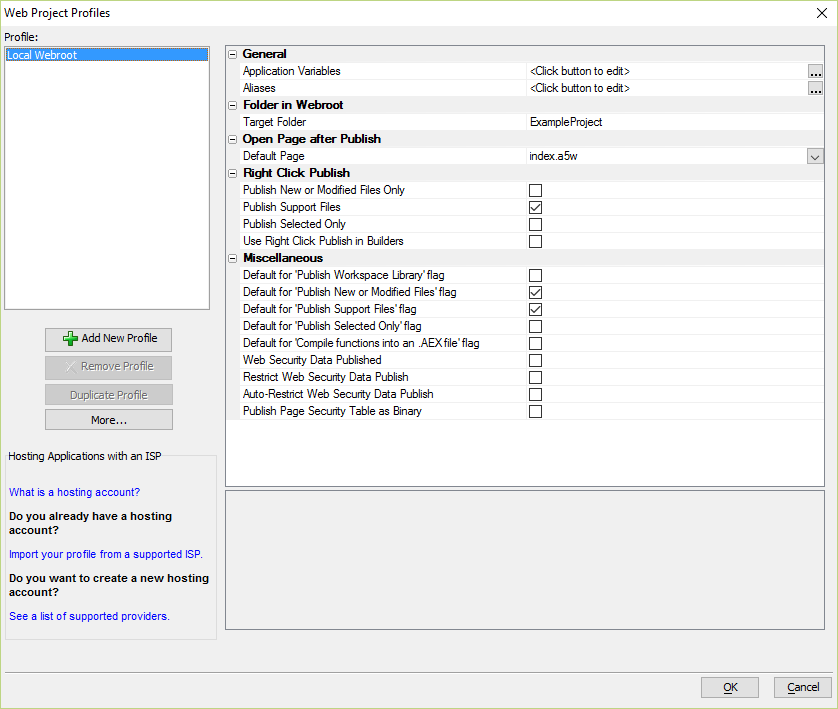 Web Project Profiles
Profile:
Local Webroot
Add New Profile
Remove Profile
Duplicate Profile
More...
Hosting Applications with an ISP
What is a hosting account?
Do you already have a hosting
account?
Import your profile from a supported ISP.
Do you want to create a new hosting
account?
See a list of supported providers.
General
Application Variables <Click button to edit> ...
Aliases <Click button to edit> ...
Folder in Webroot
Target Folder ExampleProject
Open Page after Publish
Default Page index.a5w
Right Click Publish
Publish New or Modified Files Only
Publish Support Files
Publish Selected Only
Use Right Click Publish in Builders
Miscellaneous
Default for 'Publish Workspace Library' flag
Default for 'Publish New or Modified Files' flag
Default for 'Publish Support Files' flag
Default for 'Publish Selected Only' flag
Default for 'Compile functions into an .AEX file' flag
Web Security Data Published
Restrict Web Security Data Publish
Auto-Restrict Web Security Data Publish
Publish Page Security Table as Binary
OK Cancel